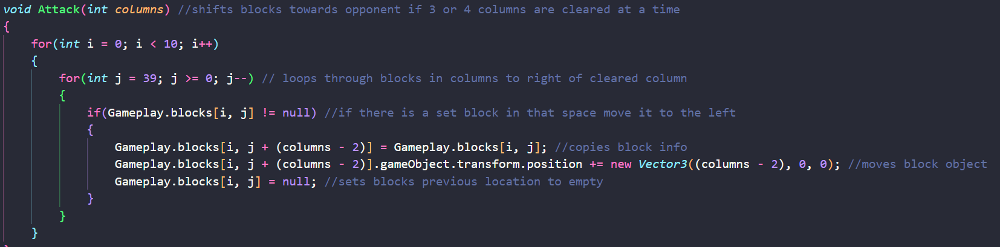 void Attack(int columns) //shifts blocks towards opponent if 3 or 4 columns are cleared at a time
{
    for(int i = 0; i < 10; i++)
    {
        for(int j = 39; j >= 0; j--) // loops through blocks in columns to right of cleared column
        {
            if(Gameplay.blocks[i, j] != null) //if there is a set block in that space move it to the left
            {
                Gameplay.blocks[i, j + (columns - 2)] = Gameplay.blocks[i, j]; //copies block info
                Gameplay.blocks[i, j + (columns - 2)].gameObject.transform.position += new Vector3((columns - 2), 0, 0); //moves block object
                Gameplay.blocks[i, j] = null; //sets blocks previous location to empty
            }
        }
    }